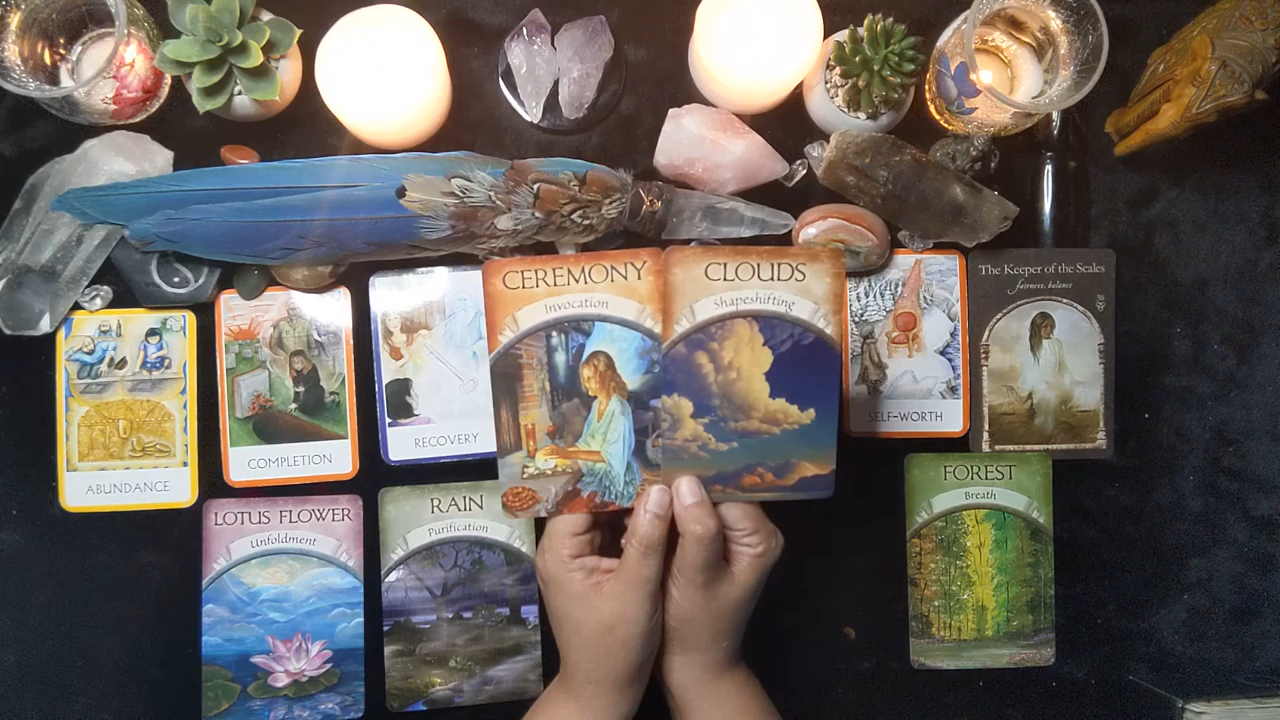 CEREMONY
Invocation
CLOUDS
Shapeshifting
The Keeper of the Scales
fairness, balance
ABUNDANCE
COMPLETION
RECOVERY
SELF-WORTH
LOTUS FLOWER
Unfoldment
RAIN
Purification
FOREST
Breath